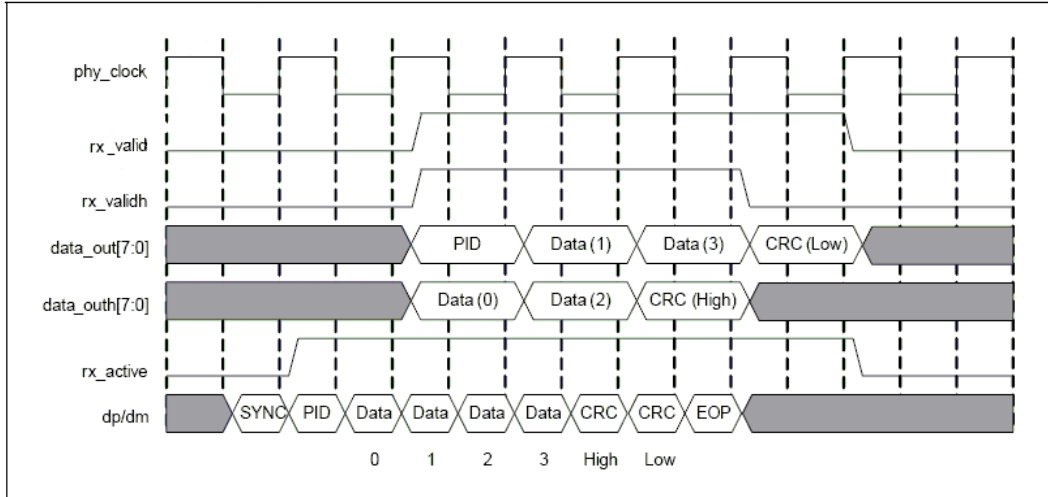 phy_clock
rx_valid
rx_validh
data_out[7:0] PID Data (1) Data (3) CRC (Low)
data_outh[7:0] Data (0) Data (2) CRC (High)
rx_active
dp/dm SYNC PID Data Data Data Data CRC CRC EOP
0 1 2 3 High Low